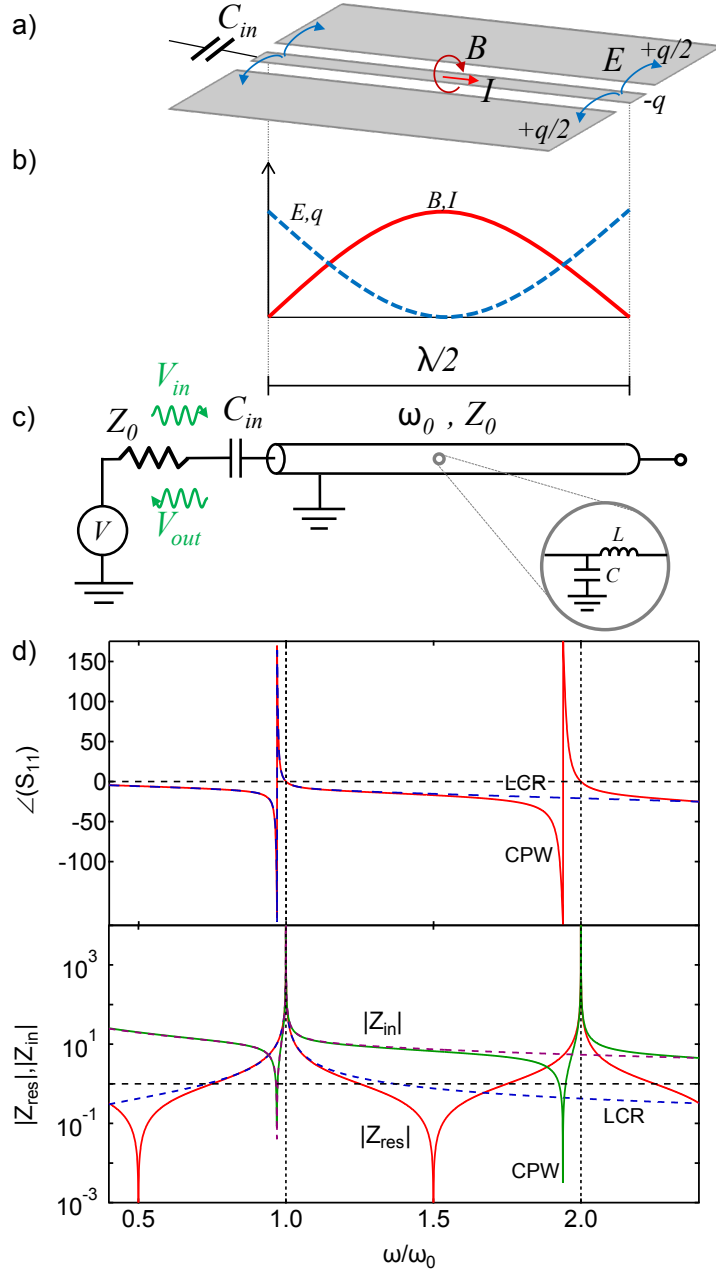 a)
C_in
B
E
+q/2
I
-q
+q/2
b)
E,q
B,I
λ/2
c)
V_in
Z_0
C_in
ω_0 , Z_0
V
V_out
L
C
d)
150
100
50
0
-50
-100
∠(S_11)
LCR
CPW
10^3
10^1
10^-1
10^-3
|Z_res|,|Z_in|
|Z_in|
|Z_res|
LCR
CPW
0.5
1.0
1.5
2.0
ω/ω_0